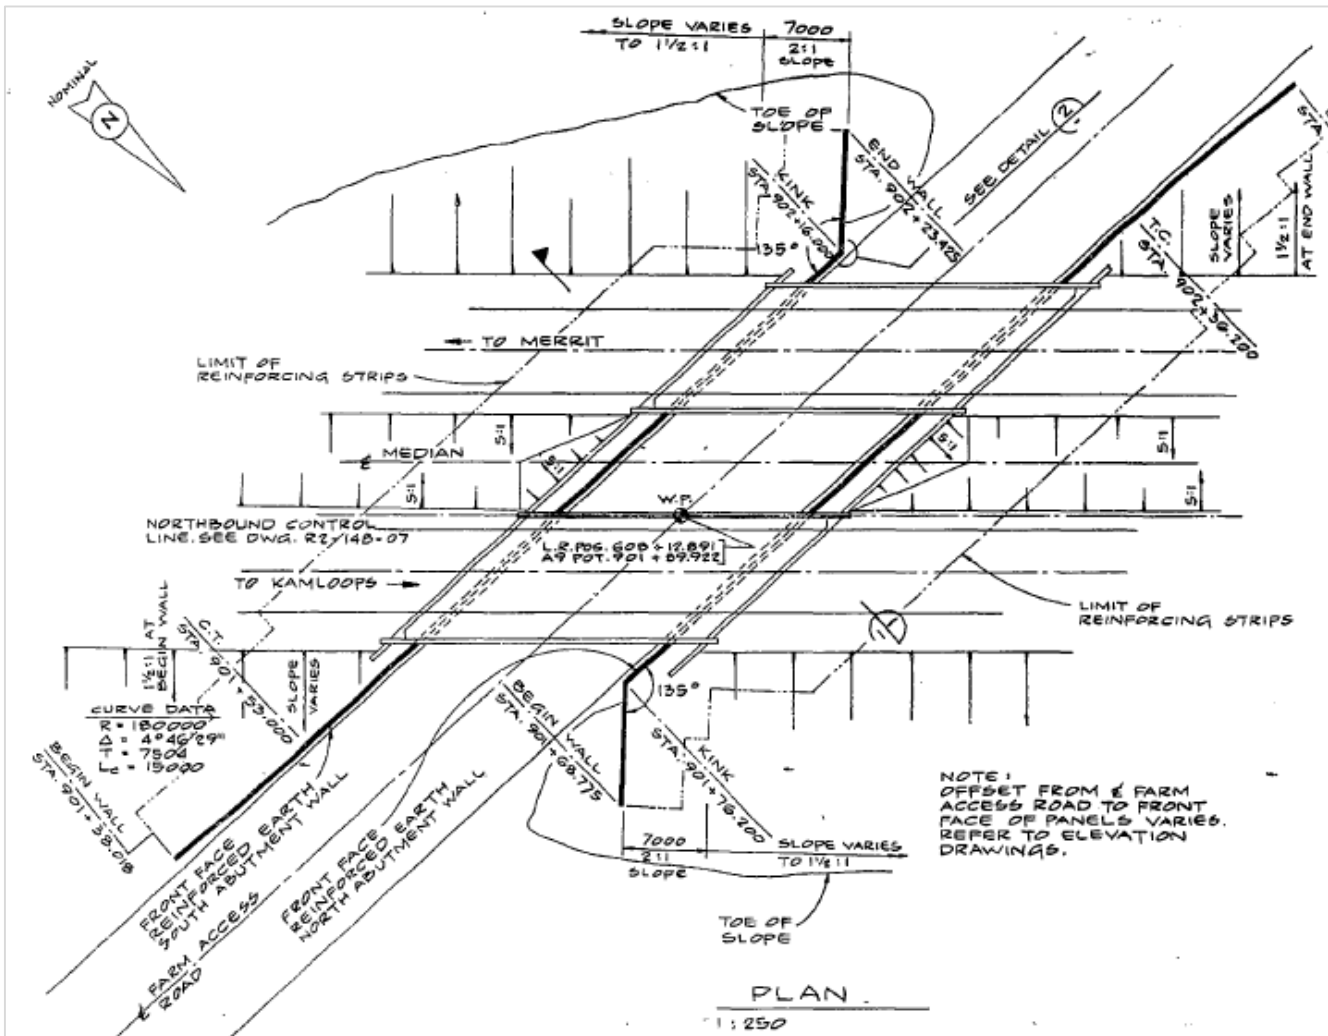 SLOPE VARIES
TO 1½:1
7000
2:1
SLOPE
NOMINAL
N
TOE OF
SLOPE
KINK
STA. 902+16.000
END WALL
STA. 902+23.425
SEE DETAIL 2
135°
T.C.
STA. 902+36.200
SLOPE
VARIES
1½:1
AT END WALL
STA.
TO MERRIT
LIMIT OF
REINFORCING STRIPS
5:1
5:1
5:1
5:1
℄ MEDIAN
5:1
5:1
W.P.
NORTHBOUND CONTROL
LINE. SEE DWG. R2-148-07
L.R. POS. 608 + 12.891
A9 POT. 901 + 89.922
TO KAMLOOPS
LIMIT OF
REINFORCING STRIPS
1
1½:1 AT
BEGIN WALL
C.T.
STA. 901+53.000
SLOPE
VARIES
CURVE DATA
R = 180000
Δ = 4°46'29"
T = 7504
Lc = 15000
BEGIN WALL
STA. 901+38.018
135°
BEGIN WALL
STA. 901+68.775
KINK
STA. 901+76.200
NOTE:
OFFSET FROM ℄ FARM
ACCESS ROAD TO FRONT
FACE OF PANELS VARIES.
REFER TO ELEVATION
DRAWINGS.
7000
2:1
SLOPE
SLOPE VARIES
TO 1½:1
FRONT FACE
REINFORCED EARTH
SOUTH ABUTMENT WALL
FRONT FACE
REINFORCED EARTH
NORTH ABUTMENT WALL
℄ FARM ACCESS
ROAD
TOE OF
SLOPE
PLAN
1:250